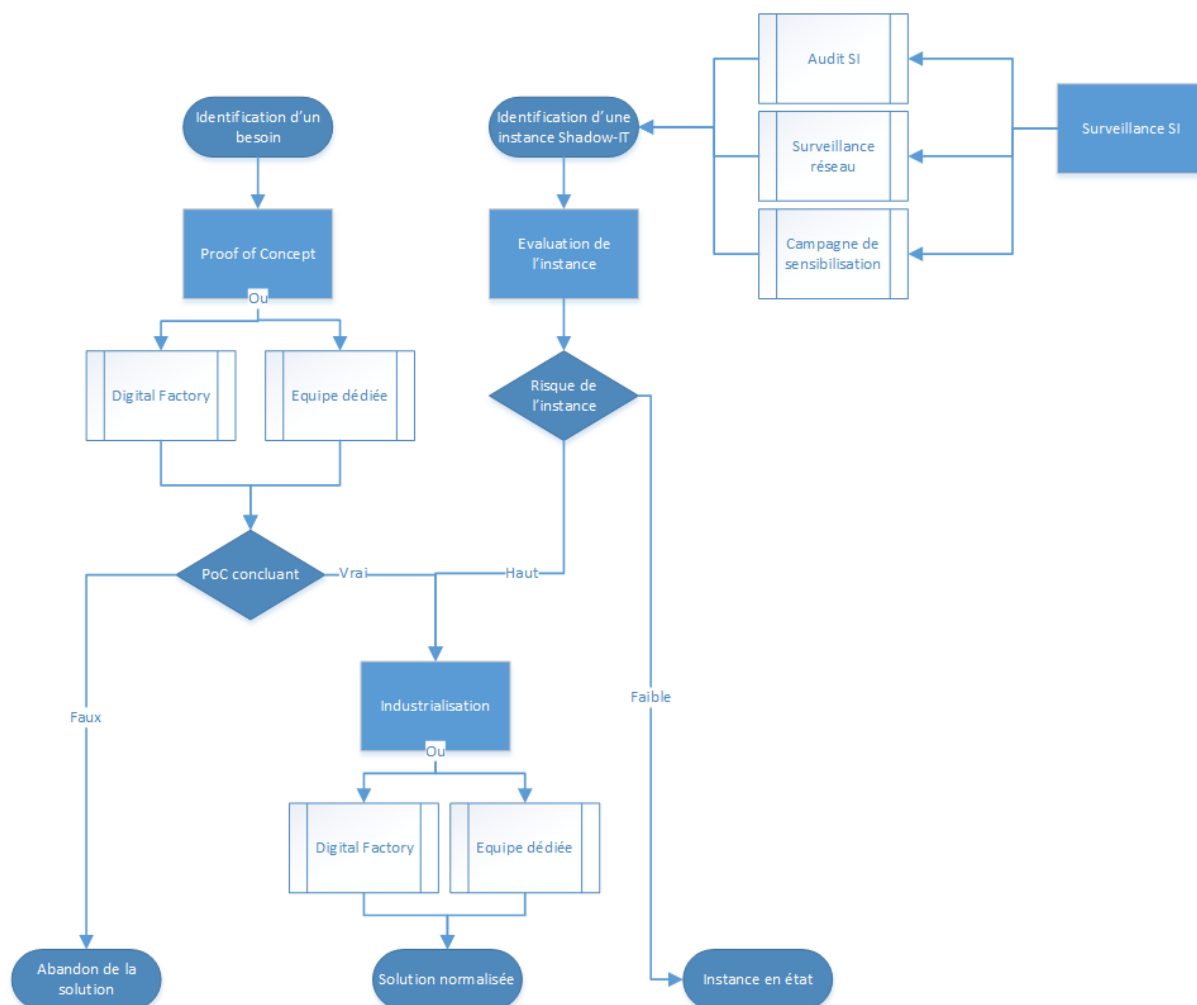 Audit SI
Identification d’un
besoin
Identification d’une
instance Shadow-IT
Surveillance SI
Surveillance
réseau
Campagne de
sensibilisation
Proof of Concept
Evaluation de
l’instance
Ou
Digital Factory
Equipe dédiée
Risque de
l’instance
PoC concluant
Vrai
Haut
Faux
Faible
Industrialisation
Ou
Digital Factory
Equipe dédiée
Abandon de la
solution
Solution normalisée
Instance en état